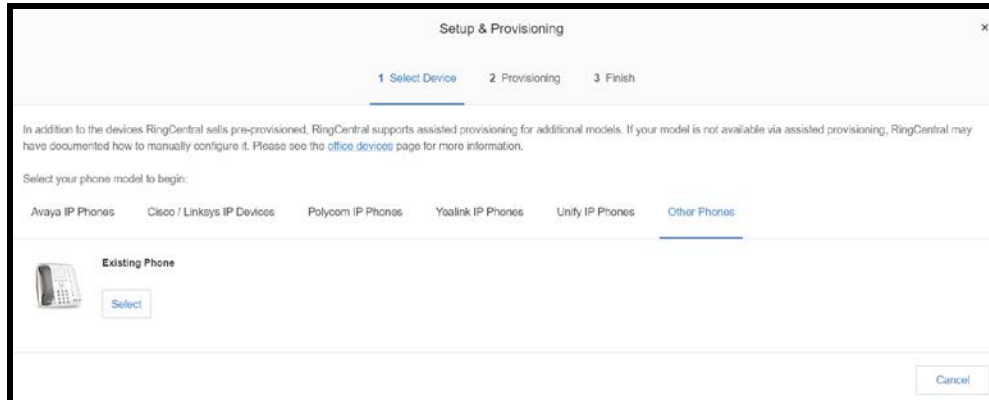 Setup & Provisioning
×
1 Select Device 2 Provisioning 3 Finish
In addition to the devices RingCentral sells pre-provisioned, RingCentral supports assisted provisioning for additional models. If your model is not available via assisted provisioning, RingCentral may
have documented how to manually configure it. Please see the office devices page for more information.
Select your phone model to begin:
Avaya IP Phones Cisco / Linksys IP Devices Polycom IP Phones Yealink IP Phones Unify IP Phones Other Phones
Existing Phone
Select
Cancel